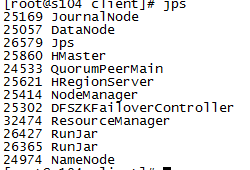 [root@s104 client]# jps
25169 JournalNode
25057 DataNode
26579 Jps
25860 HMaster
24533 QuorumPeerMain
25621 HRegionServer
25414 NodeManager
25302 DFSZKFailoverController
32474 ResourceManager
26427 RunJar
26365 RunJar
24974 NameNode